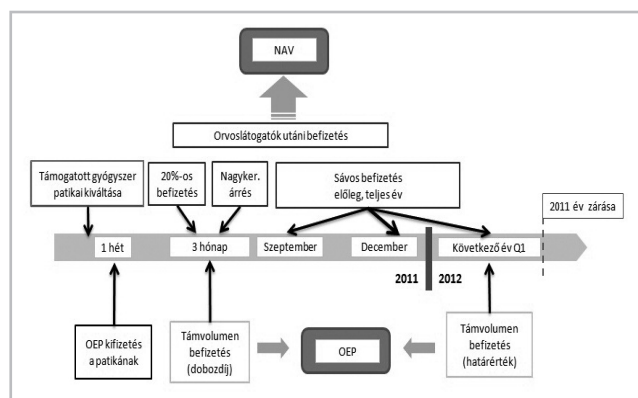 NAV
Orvoslátogatók utáni befizetés
Támogatott gyógyszer
patikai kiváltása
20%-os
befizetés
Nagyker.
árrés
Sávos befizetés
előleg, teljes év
2011 év zárása
1 hét
3 hónap
Szeptember
December
Következő év Q1
2011
2012
OEP kifizetés
a patikának
Támvolumen
befizetés
(dobozdíj)
OEP
Támvolumen
befizetés
(határérték)